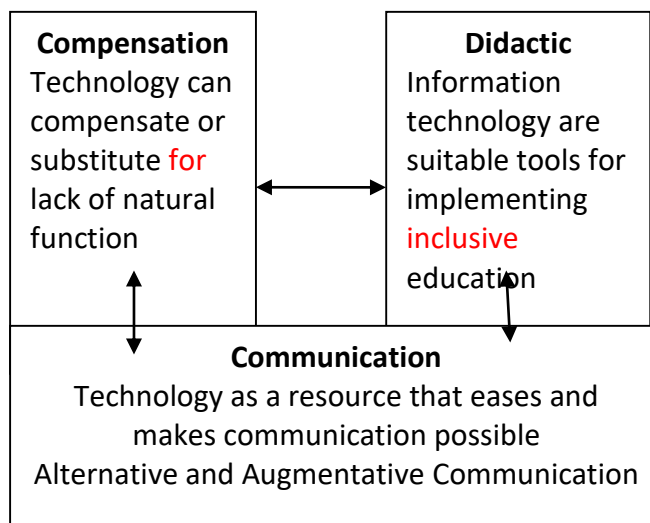 Compensation
Technology can
compensate or
substitute for
lack of natural
function
Didactic
Information
technology are
suitable tools for
implementing
inclusive
education
Communication
Technology as a resource that eases and
makes communication possible
Alternative and Augmentative Communication